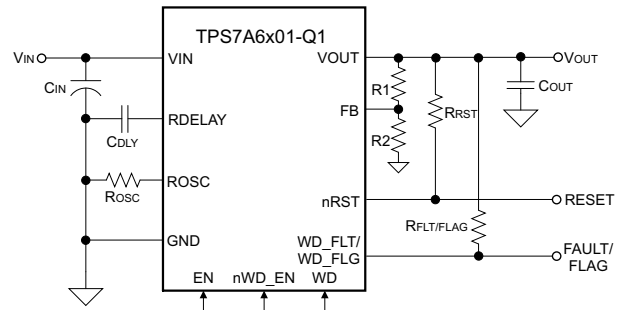 TPS7A6x01-Q1
VIN
VIN
VOUT
VOUT
CIN
R1
COUT
RDELAY
FB
RRST
CDLY
R2
ROSC
ROSC
nRST
RESET
RFLT/FLAG
GND
WD_FLT/
WD_FLG
FAULT/
FLAG
EN
nWD_EN
WD